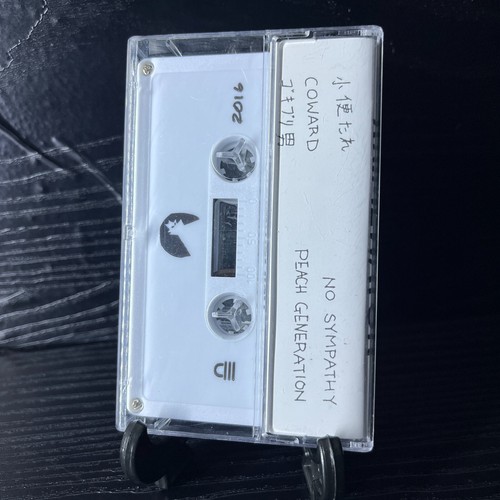 小便たれ
COWARD
ゴキブリ男
NO SYMPATHY
PEACH GENERATION
2016